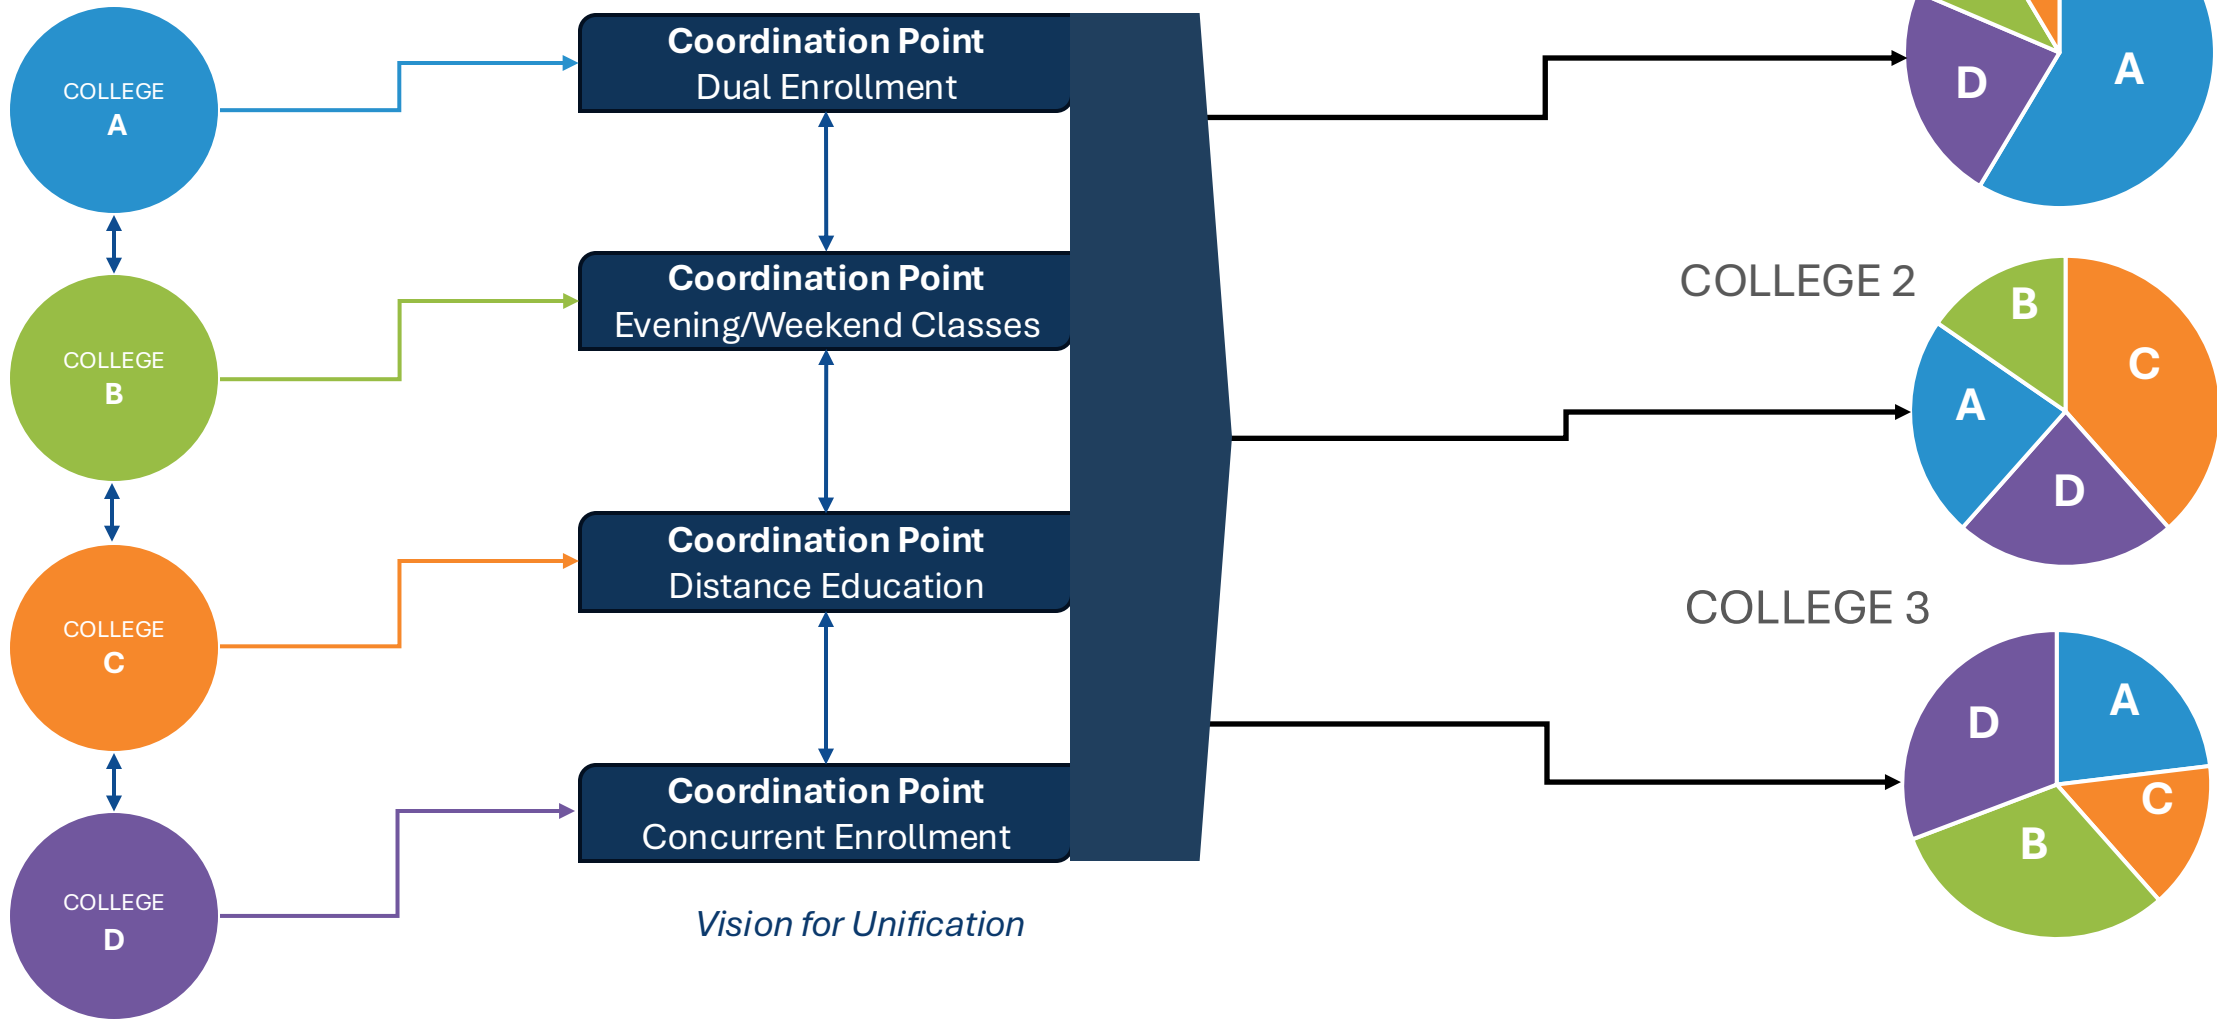 COLLEGE
A
COLLEGE
B
COLLEGE
C
COLLEGE
D
Coordination Point
Dual Enrollment
Coordination Point
Evening/Weekend Classes
Coordination Point
Distance Education
Coordination Point
Concurrent Enrollment
Vision for Unification
D
A
COLLEGE 2
B
C
A
D
COLLEGE 3
D
A
C
B